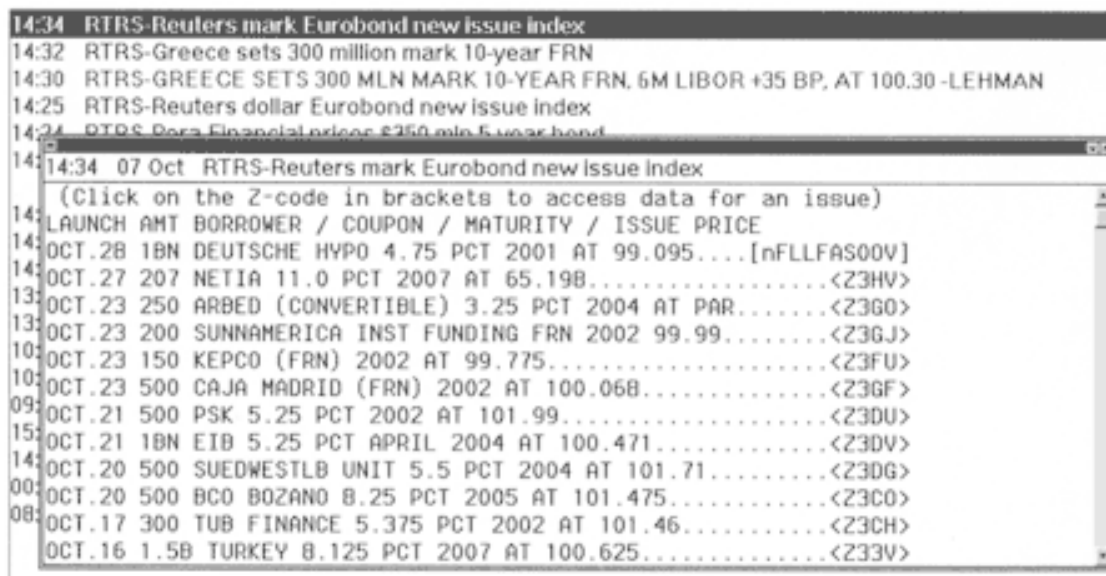 14:34 RTRS-Reuters mark Eurobond new issue index
14:32 RTRS-Greece sets 300 million mark 10-year FRN
14:30 RTRS-GREECE SETS 300 MLN MARK 10-YEAR FRN, 6M LIBOR +35 BP, AT 100.30 -LEHMAN
14:25 RTRS-Reuters dollar Eurobond new issue index
14:24 RTRS Financial prices $350 mln 5 year bond
14:34 07 Oct RTRS-Reuters mark Eurobond new issue index
(Click on the Z-code in brackets to access data for an issue)
LAUNCH AMT BORROWER / COUPON / MATURITY / ISSUE PRICE
OCT.28 1BN DEUTSCHE HYPO 4.75 PCT 2001 AT 99.095....[nFLLFAS00V]
OCT.27 207 NETIA 11.0 PCT 2007 AT 65.198.................<Z3HV>
OCT.23 250 ARBED (CONVERTIBLE) 3.25 PCT 2004 AT PAR.......<Z3GO>
OCT.23 200 SUNNAMERICA INST FUNDING FRN 2002 99.99.......<Z3GJ>
OCT.23 150 KEPCO (FRN) 2002 AT 99.775....................<Z3FU>
OCT.23 500 CAJA MADRID (FRN) 2002 AT 100.068.............<Z3GF>
OCT.21 500 PSK 5.25 PCT 2002 AT 101.99...................<Z3DU>
OCT.21 1BN EIB 5.25 PCT APRIL 2004 AT 100.471............<Z3DV>
OCT.20 500 SUEDWESTLB UNIT 5.5 PCT 2004 AT 101.71........<Z3DG>
OCT.20 500 BCO BOZANO 8.25 PCT 2005 AT 101.475...........<Z3CO>
OCT.17 300 TUB FINANCE 5.375 PCT 2002 AT 101.46..........<Z3CH>
OCT.16 1.5B TURKEY 8.125 PCT 2007 AT 100.625.............<Z33V>